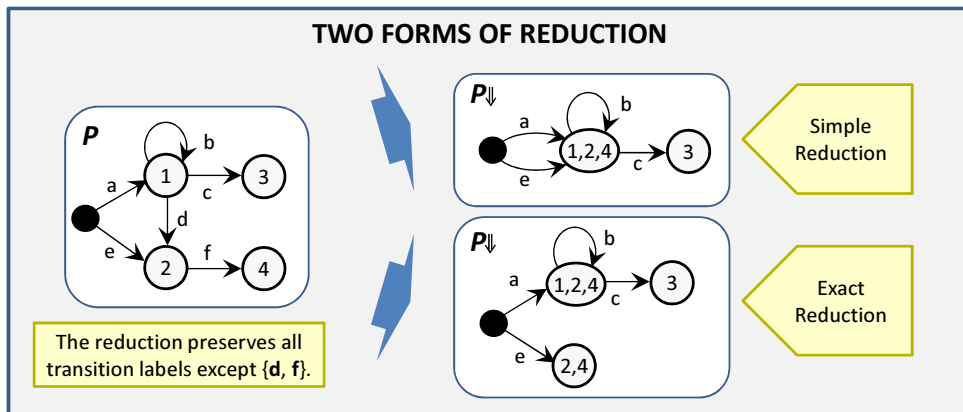 TWO FORMS OF REDUCTION
P
b
1
3
a
c
d
e
2
f
4
The reduction preserves all
transition labels except {d, f}.
P⇓
b
a
1,2,4
3
e
c
Simple
Reduction
P⇓
b
a
1,2,4
3
c
e
2,4
Exact
Reduction